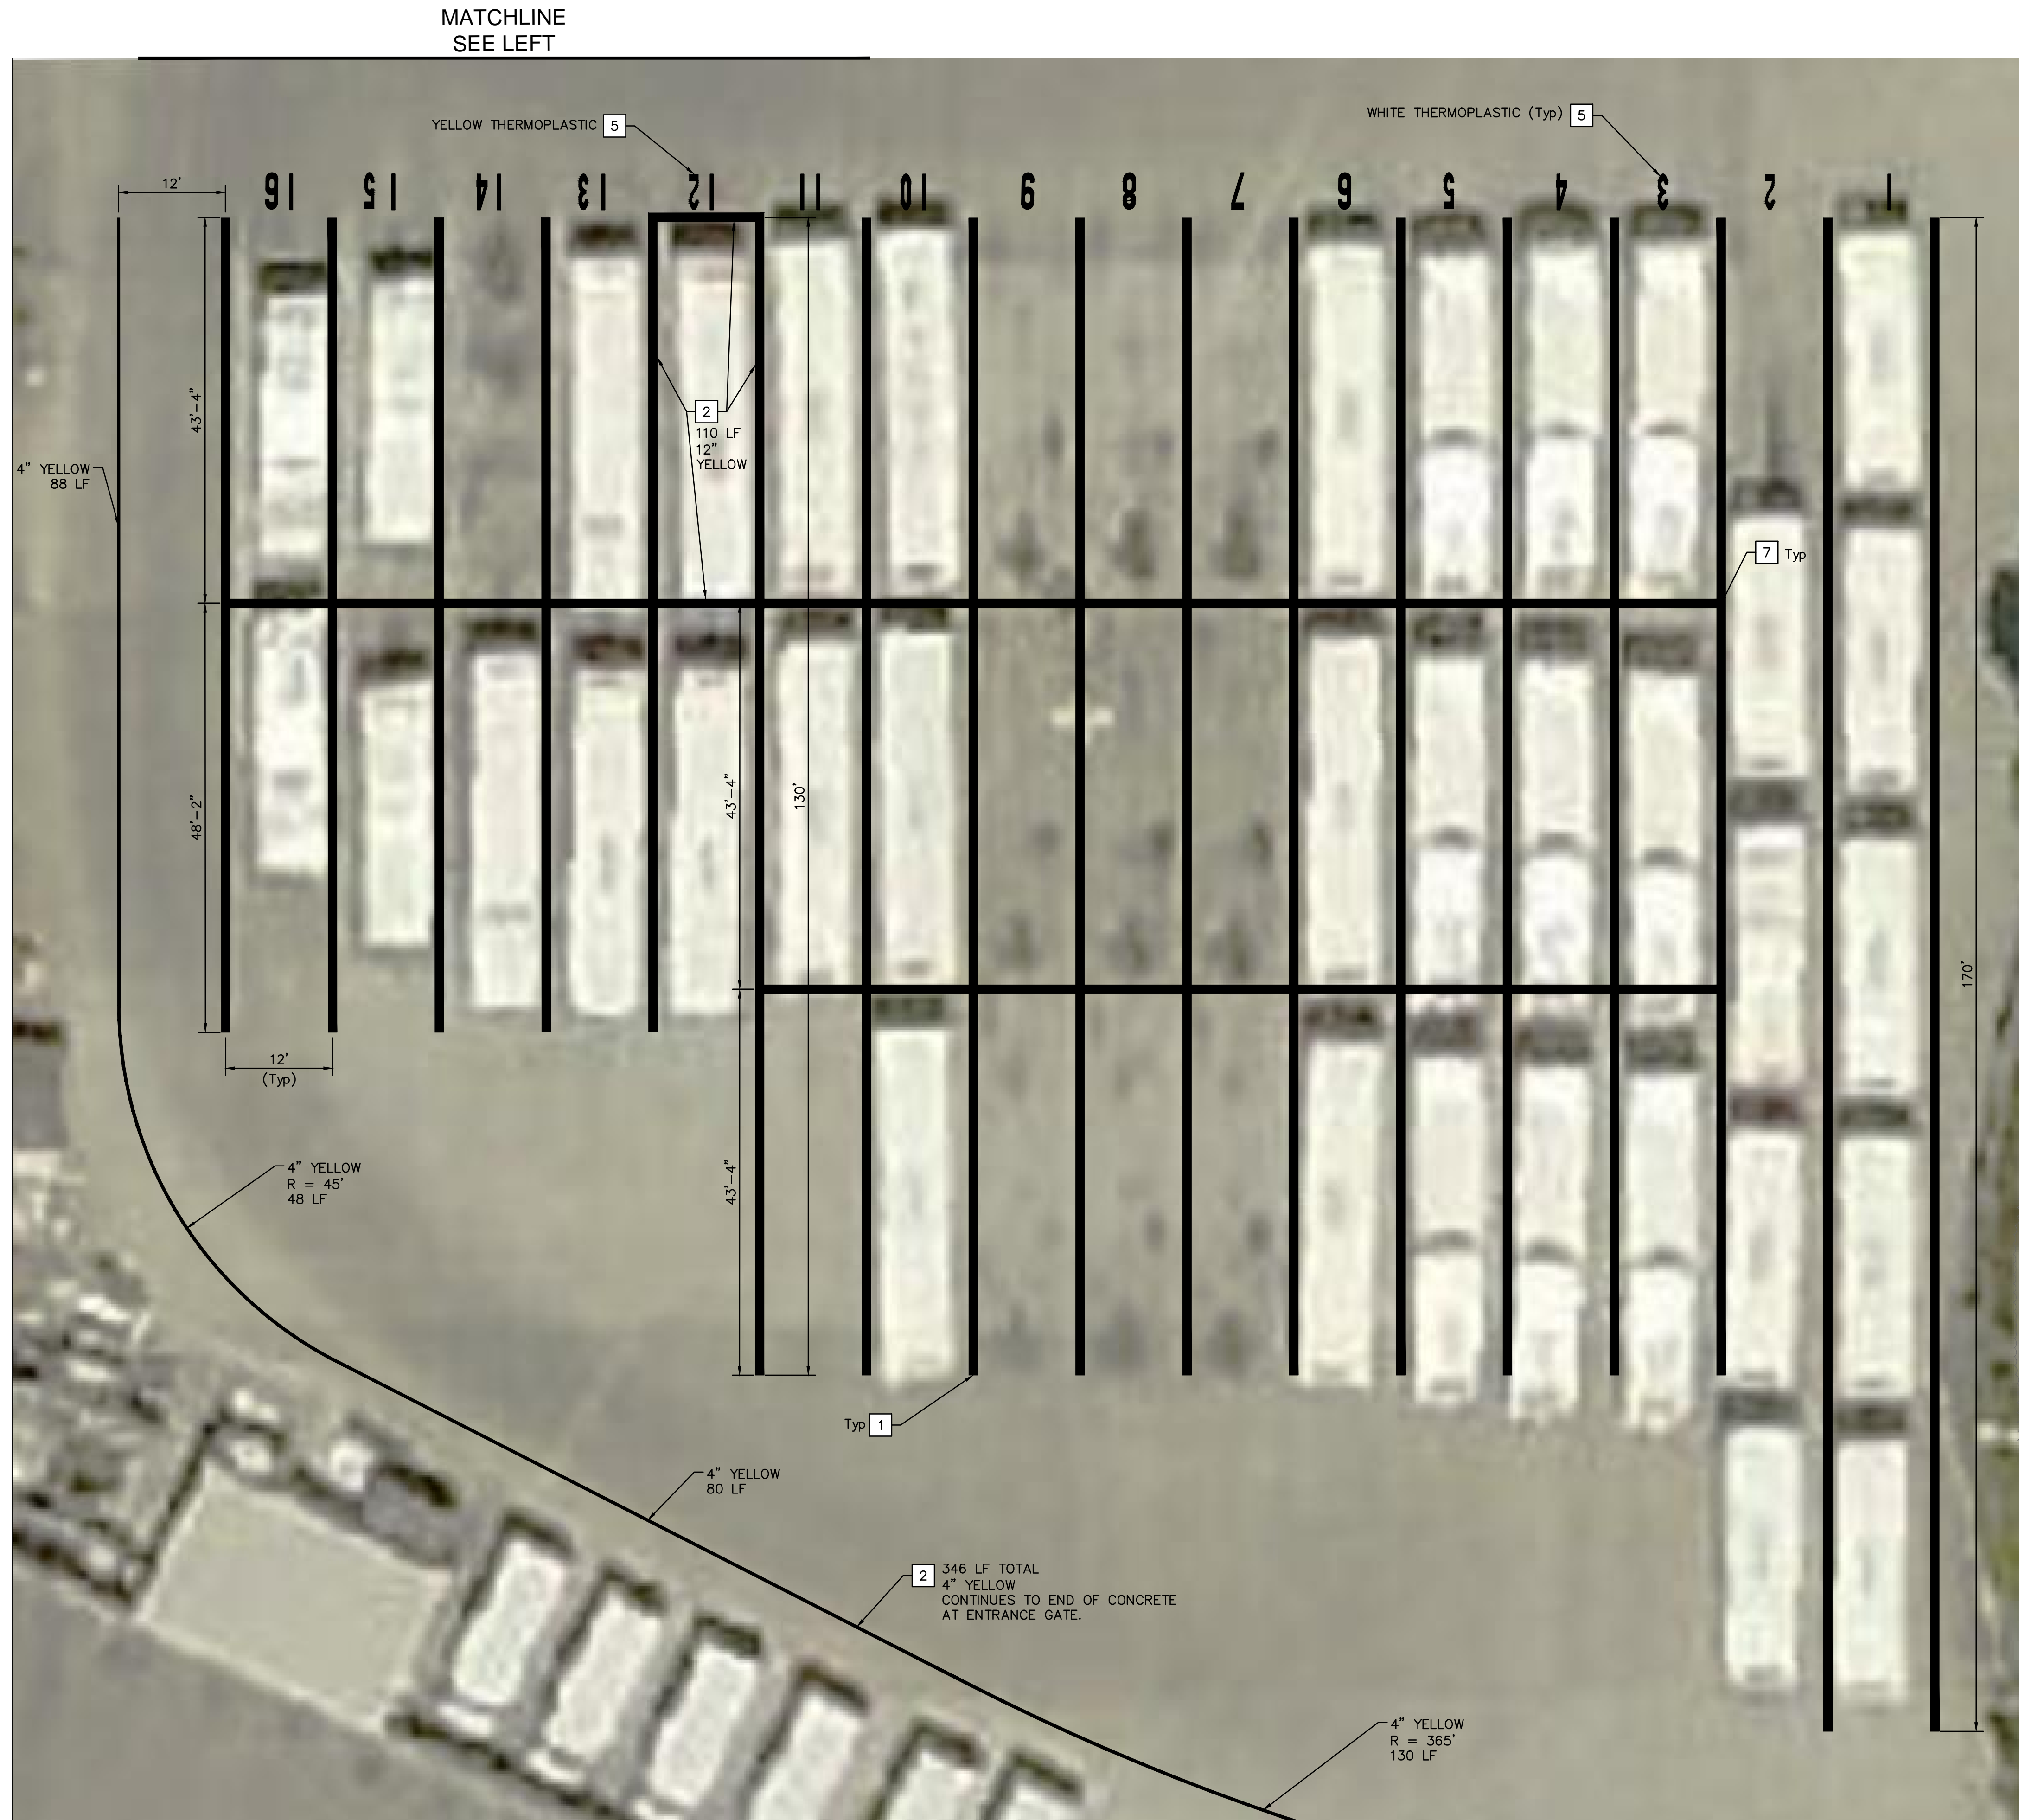 MATCHLINE
SEE LEFT
YELLOW THERMOPLASTIC 5
WHITE THERMOPLASTIC (Typ) 5
12'
16 15 14 13 12 11 10 9 8 7 6 5 4 3 2 1
43'-4"
2
110 LF
12"
YELLOW
4" YELLOW
88 LF
7 Typ
48'-2"
43'-4"
130'
170'
12'
(Typ)
43'-4"
4" YELLOW
R = 45'
48 LF
Typ 1
4" YELLOW
80 LF
2 346 LF TOTAL
4" YELLOW
CONTINUES TO END OF CONCRETE
AT ENTRANCE GATE.
4" YELLOW
R = 365'
130 LF